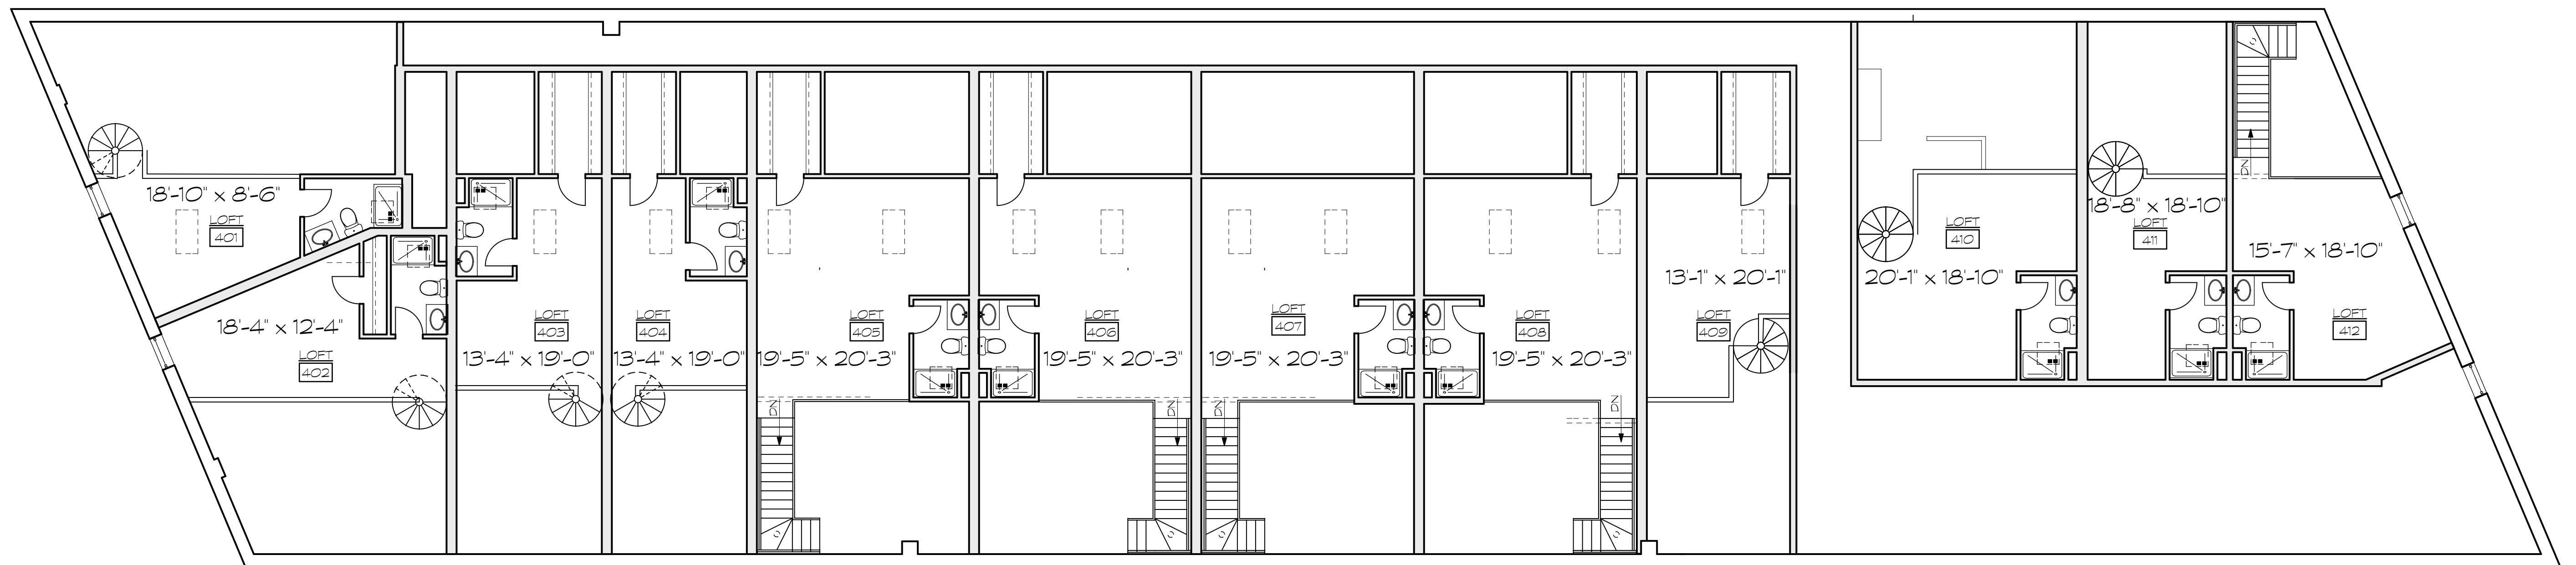 18'-10" x 8'-6"
LOFT
401
18'-4" x 12'-4"
LOFT
402
LOFT
403
13'-4" x 19'-0"
LOFT
404
13'-4" x 19'-0"
LOFT
405
19'-5" x 20'-3"
DN
LOFT
406
19'-5" x 20'-3"
DN
LOFT
407
19'-5" x 20'-3"
DN
LOFT
408
19'-5" x 20'-3"
DN
13'-1" x 20'-1"
LOFT
409
LOFT
410
20'-1" x 18'-10"
18'-8" x 18'-10"
LOFT
411
DN
15'-7" x 18'-10"
LOFT
412